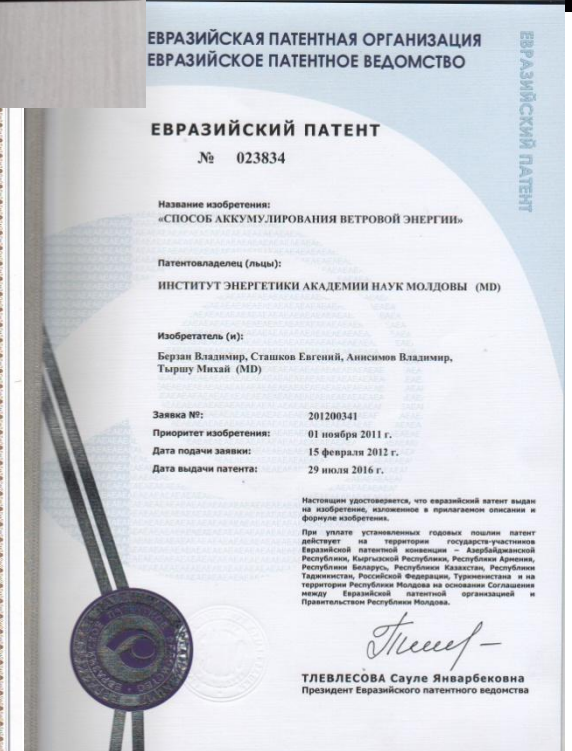 ЕВРАЗИЙСКАЯ ПАТЕНТНАЯ ОРГАНИЗАЦИЯ
ЕВРАЗИЙСКОЕ ПАТЕНТНОЕ ВЕДОМСТВО
ЕВРАЗИЙСКИЙ ПАТЕНТ
ЕВРАЗИЙСКИЙ ПАТЕНТ
№ 023834
Название изобретения:
«СПОСОБ АККУМУЛИРОВАНИЯ ВЕТРОВОЙ ЭНЕРГИИ»
Патентовладелец (льцы):
ИНСТИТУТ ЭНЕРГЕТИКИ АКАДЕМИИ НАУК МОЛДОВЫ (MD)
Изобретатель (и):
Берзан Владимир, Сташков Евгений, Анисимов Владимир,
Тыршу Михай (MD)
Заявка №: 201200341
Приоритет изобретения: 01 ноября 2011 г.
Дата подачи заявки: 15 февраля 2012 г.
Дата выдачи патента: 29 июля 2016 г.
Настоящим удостоверяется, что евразийский патент выдан
на изобретение, изложенное в прилагаемом описании и
формуле изобретения.
При уплате установленных годовых пошлин патент
действует на территории государств-участников
Евразийской патентной конвенции – Азербайджанской
Республики, Кыргызской Республики, Республики Армения,
Республики Беларусь, Республики Казахстан, Республики
Таджикистан, Российской Федерации, Туркменистана и на
территории Республики Молдова на основании Соглашения
между Евразийской патентной организацией и
Правительством Республики Молдова.
ТЛЕВЛЕСОВА Сауле Январбековна
Президент Евразийского патентного ведомства